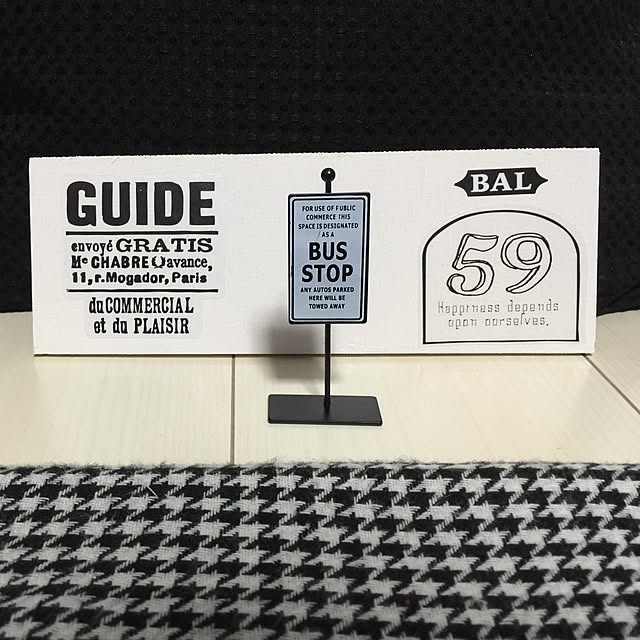 GUIDE
envoyé GRATIS
Me CHABRE Qavance,
11, r. Mogador, Paris
du COMMERCIAL
et du PLAISIR
FOR USE OF PUBLIC
COMMERCE THIS
SPACE IS DESIGNATED
AS A
BUS
STOP
ANY AUTOS PARKED
HERE WILL BE
TOWED AWAY
BAL
59
Happiness depends
upon ourselves.